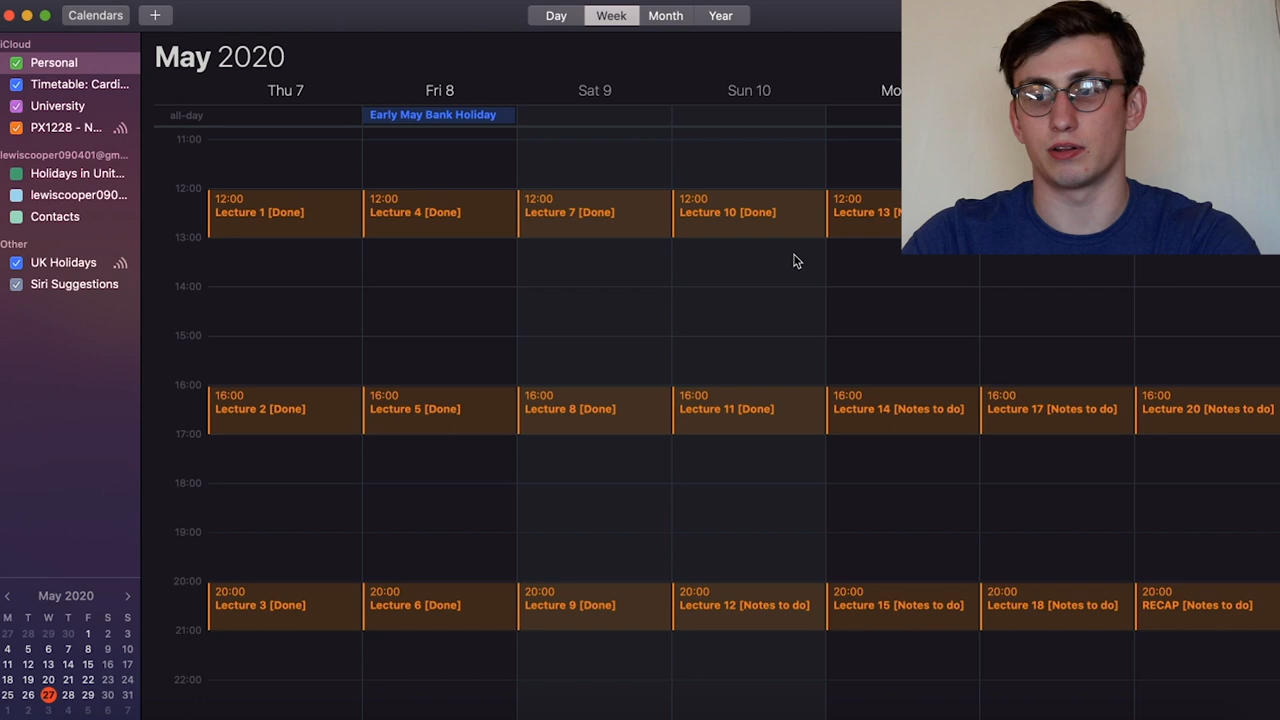 Calendars
+
Day
Week
Month
Year
iCloud
Personal
Timetable: Cardi...
University
PX1228 - N...
lewiscooper090401@gm...
Holidays in Unit...
lewiscooper090...
Contacts
Other
UK Holidays
Siri Suggestions
May 2020
Thu 7
Fri 8
Sat 9
Sun 10
Mo
all-day
Early May Bank Holiday
11:00
12:00
12:00
Lecture 1 [Done]
12:00
Lecture 4 [Done]
12:00
Lecture 7 [Done]
12:00
Lecture 10 [Done]
12:00
Lecture 13 [N
13:00
14:00
15:00
16:00
16:00
Lecture 2 [Done]
16:00
Lecture 5 [Done]
16:00
Lecture 8 [Done]
16:00
Lecture 11 [Done]
16:00
Lecture 14 [Notes to do]
16:00
Lecture 17 [Notes to do]
16:00
Lecture 20 [Notes to do]
17:00
18:00
19:00
20:00
20:00
Lecture 3 [Done]
20:00
Lecture 6 [Done]
20:00
Lecture 9 [Done]
20:00
Lecture 12 [Notes to do]
20:00
Lecture 15 [Notes to do]
20:00
Lecture 18 [Notes to do]
20:00
RECAP [Notes to do]
21:00
22:00
May 2020
M T W T F S S
27 28 29 30 1 2 3
4 5 6 7 8 9 10
11 12 13 14 15 16 17
18 19 20 21 22 23 24
25 26 27 28 29 30 31
1 2 3 4 5 6 7